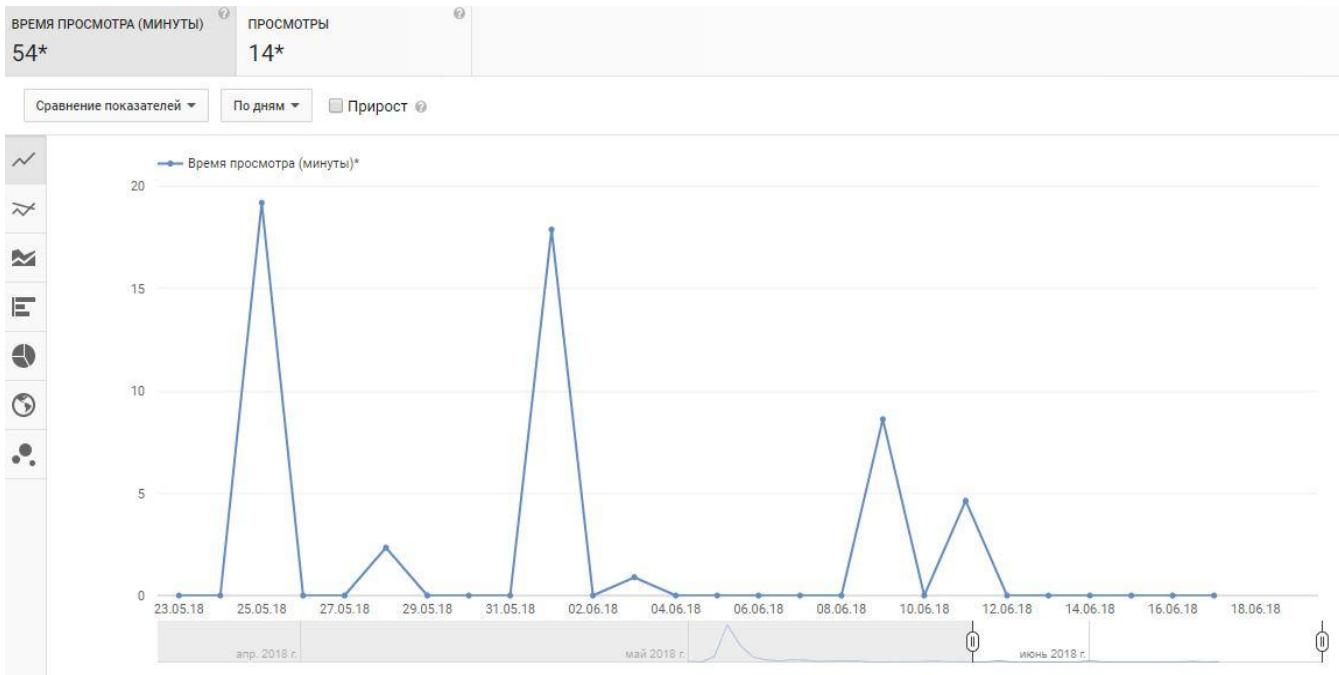 ВРЕМЯ ПРОСМОТРА (МИНУТЫ) ?
54*
ПРОСМОТРЫ ?
14*
Сравнение показателей По дням Прирост ?
Время просмотра (минуты)*
20
15
10
5
0
23.05.18 25.05.18 27.05.18 29.05.18 31.05.18 02.06.18 04.06.18 06.06.18 08.06.18 10.06.18 12.06.18 14.06.18 16.06.18 18.06.18
апр. 2018 г. май 2018 г. июнь 2018 г.